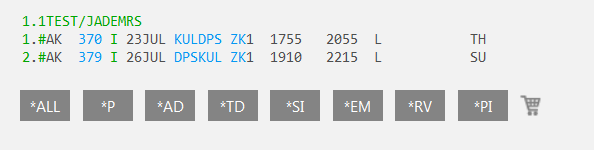 1.1TEST/JADEMRS
1.#AK  370 I 23JUL KULDPS ZK1  1755   2055  L           TH
2.#AK  379 I 26JUL DPSKUL ZK1  1910   2215  L           SU
*ALL *P *AD *TD *SI *EM *RV *PI